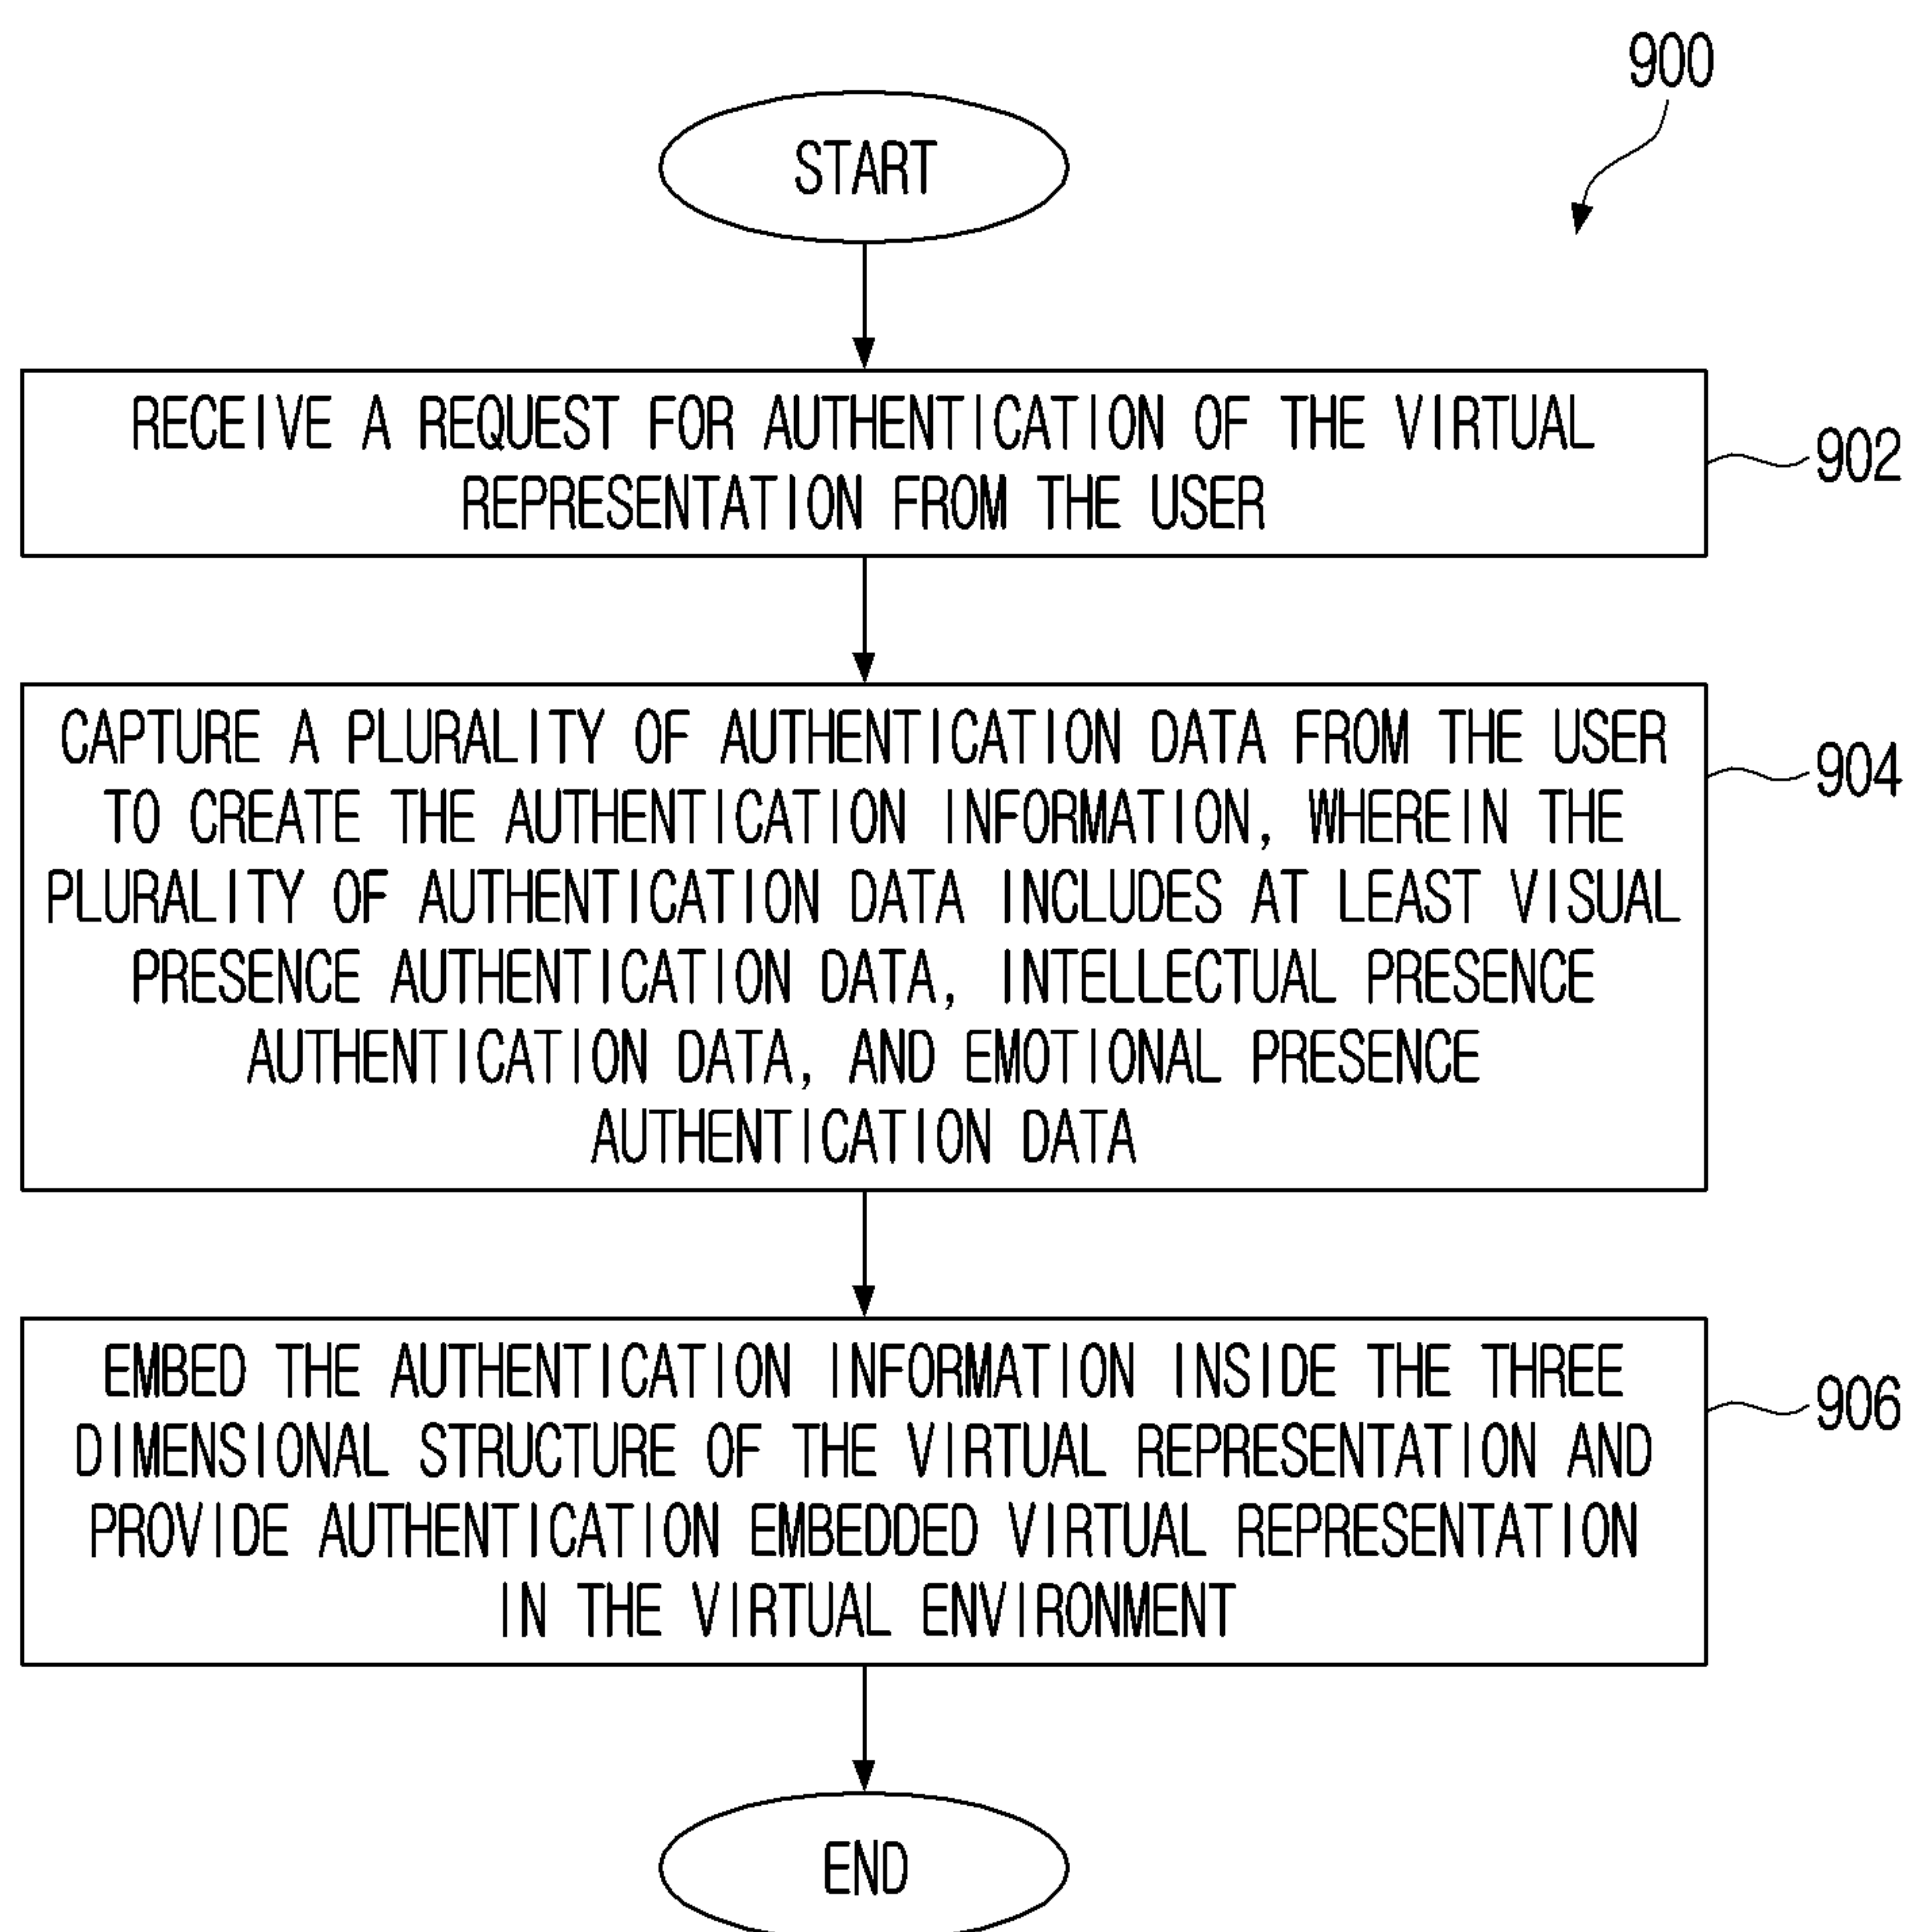 900
START
RECEIVE A REQUEST FOR AUTHENTICATION OF THE VIRTUAL
REPRESENTATION FROM THE USER
902
CAPTURE A PLURALITY OF AUTHENTICATION DATA FROM THE USER
TO CREATE THE AUTHENTICATION INFORMATION, WHEREIN THE
PLURALITY OF AUTHENTICATION DATA INCLUDES AT LEAST VISUAL
PRESENCE AUTHENTICATION DATA, INTELLECTUAL PRESENCE
AUTHENTICATION DATA, AND EMOTIONAL PRESENCE
AUTHENTICATION DATA
904
EMBED THE AUTHENTICATION INFORMATION INSIDE THE THREE
DIMENSIONAL STRUCTURE OF THE VIRTUAL REPRESENTATION AND
PROVIDE AUTHENTICATION EMBEDDED VIRTUAL REPRESENTATION
IN THE VIRTUAL ENVIRONMENT
906
END